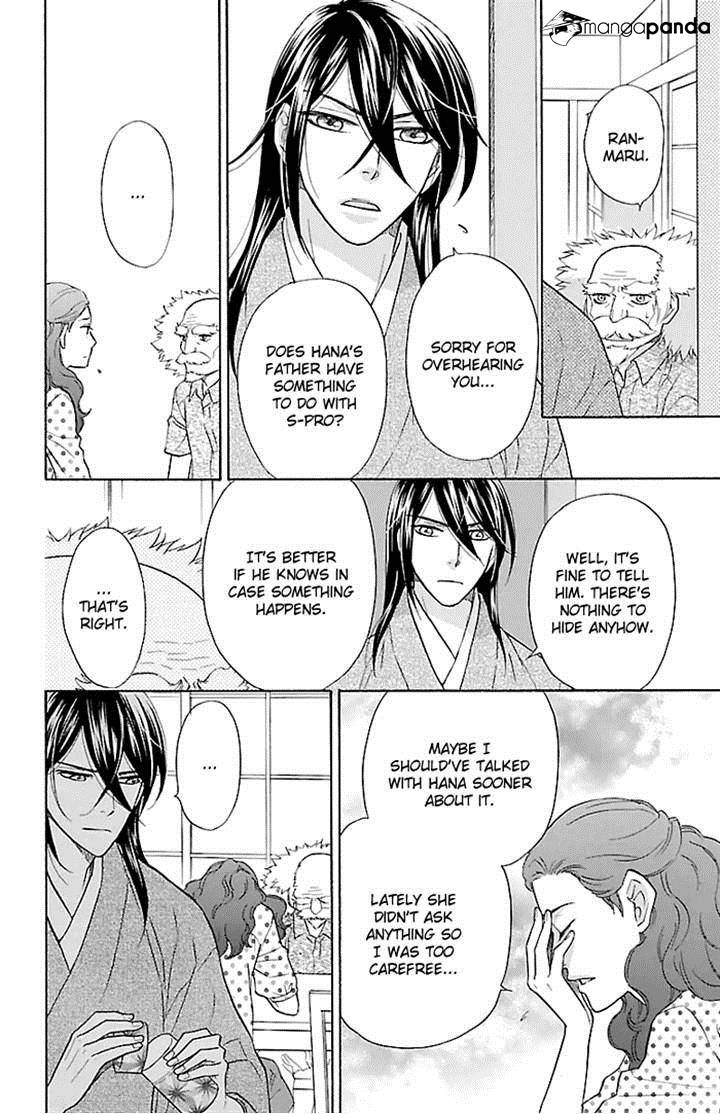 mangapanda
RAN-
MARU.
SORRY FOR
OVERHEARING
YOU...
DOES HANA'S
FATHER HAVE
SOMETHING
TO DO WITH
S-PRO?
...
WELL, IT'S
FINE TO TELL
HIM. THERE'S
NOTHING TO
HIDE ANYHOW.
IT'S BETTER
IF HE KNOWS IN
CASE SOMETHING
HAPPENS.
...
THAT'S
RIGHT.
MAYBE I
SHOULD'VE TALKED
WITH HANA SOONER
ABOUT IT.
LATELY SHE
DIDN'T ASK
ANYTHING SO
I WAS TOO
CAREFREE...
...